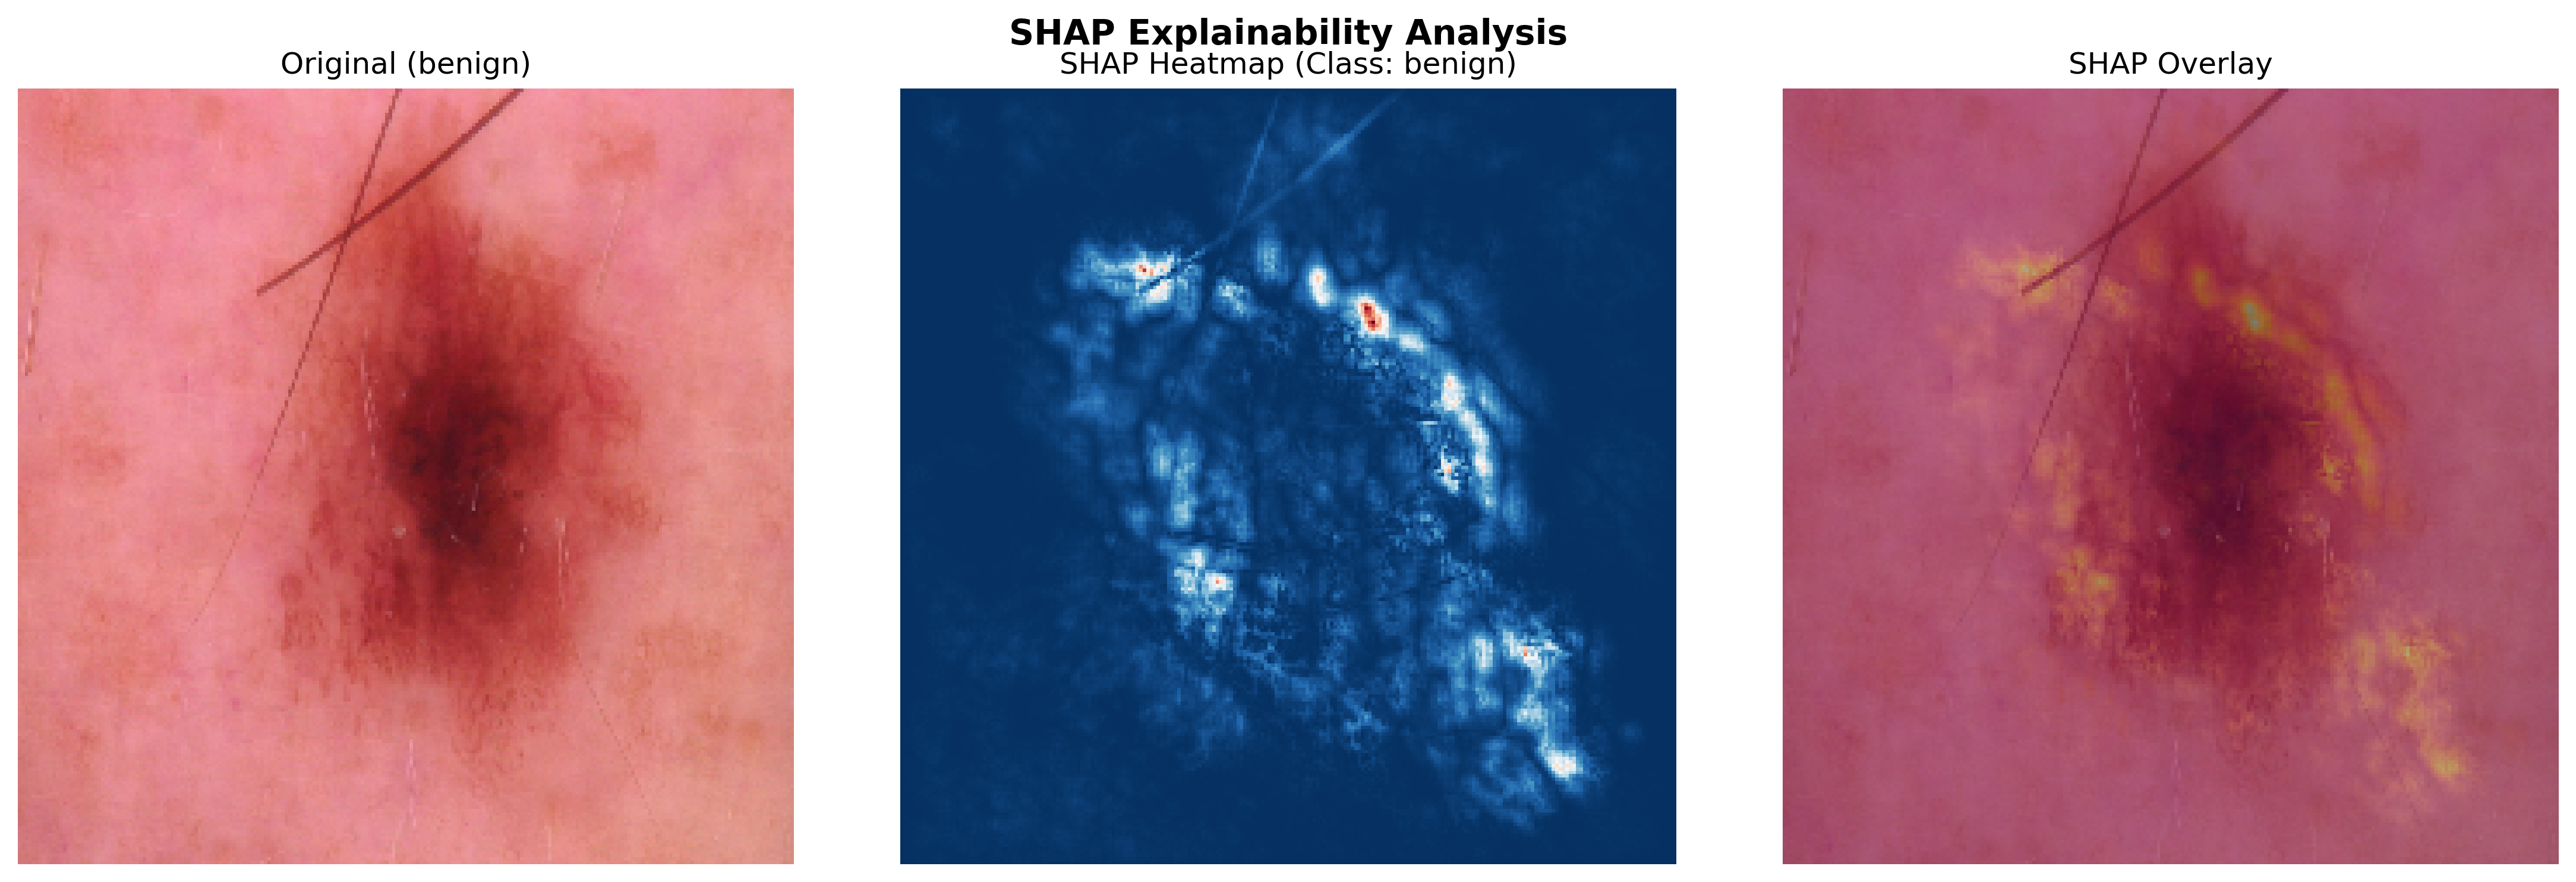 SHAP Explainability Analysis
Original (benign)
SHAP Heatmap (Class: benign)
SHAP Overlay